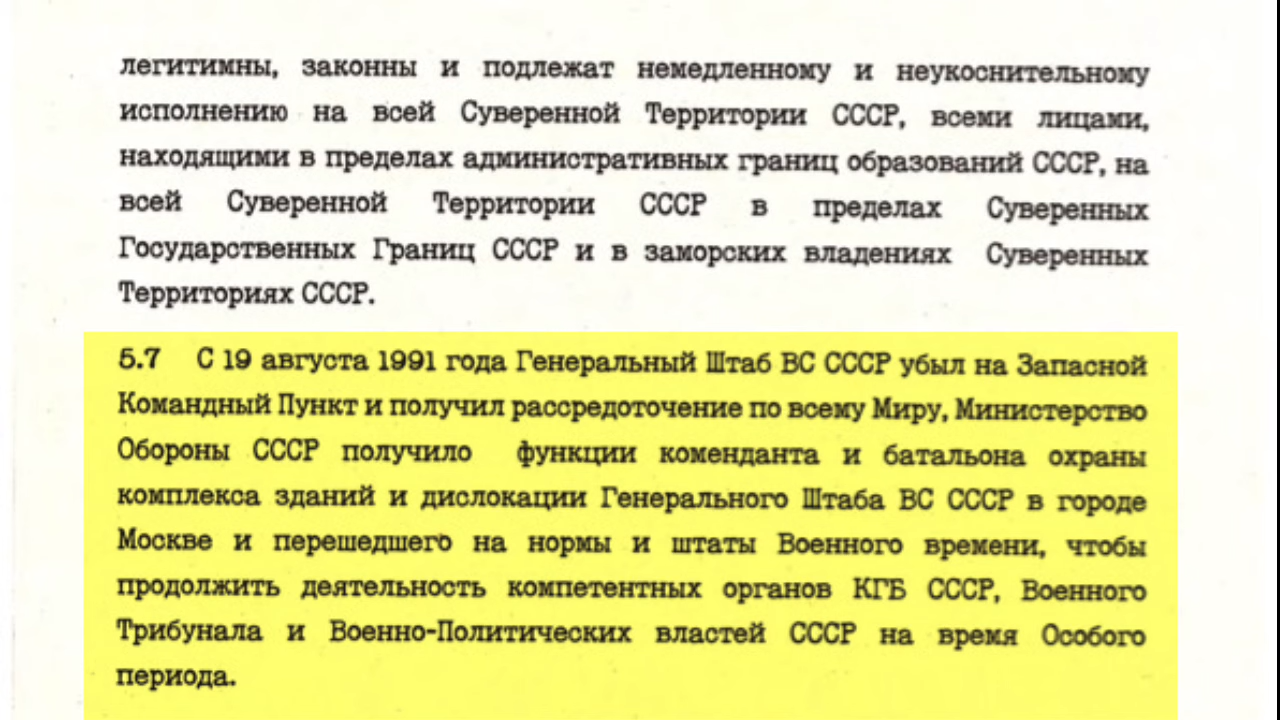 легитимны, законны и подлежат немедленному и неукоснительному
исполнению на всей Суверенной Территории СССР, всеми лицами,
находящими в пределах административных границ образований СССР, на
всей Суверенной Территории СССР в пределах Суверенных
Государственных Границ СССР и в заморских владениях Суверенных
Территориях СССР.
5.7 С 19 августа 1991 года Генеральный Штаб ВС СССР убыл на Запасной
Командный Пункт и получил рассредоточение по всему Миру, Министерство
Обороны СССР получило функции коменданта и батальона охраны
комплекса зданий и дислокации Генерального Штаба ВС СССР в городе
Москве и перешедшего на нормы и штаты Военного времени, чтобы
продолжить деятельность компетентных органов КГБ СССР, Военного
Трибунала и Военно-Политических властей СССР на время Особого
периода.